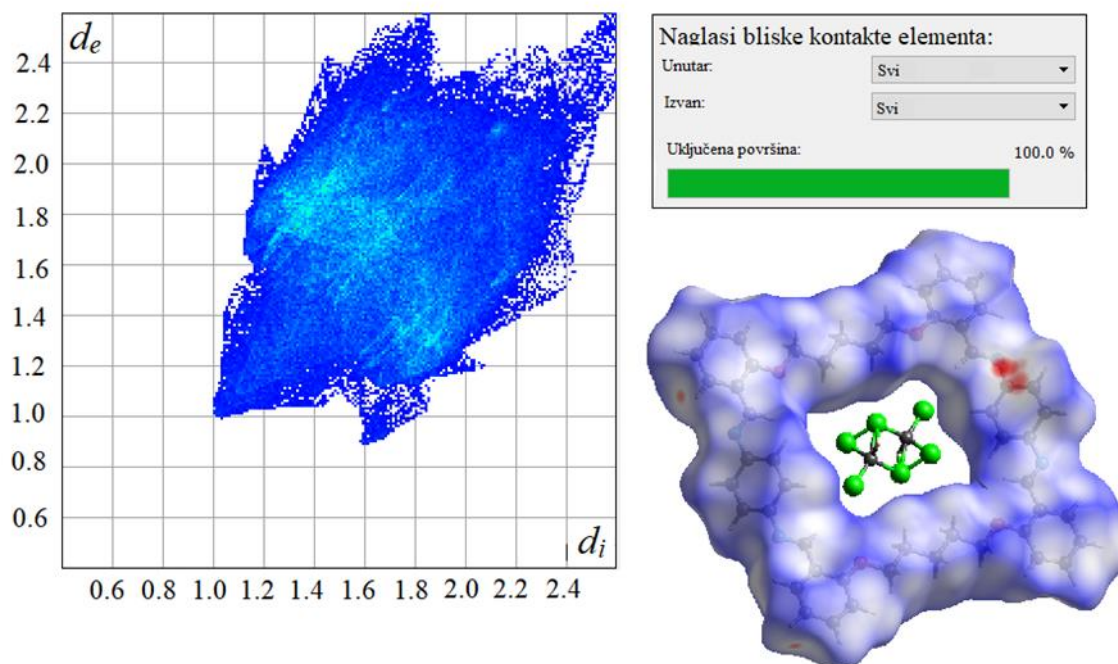 d_e
2.4
2.2
2.0
1.8
1.6
1.4
1.2
1.0
0.8
0.6
d_i
0.6 0.8 1.0 1.2 1.4 1.6 1.8 2.0 2.2 2.4
Naglasi bliske kontakte elementa:
Unutar: Svi
Izvan: Svi
Uključena površina: 100.0 %